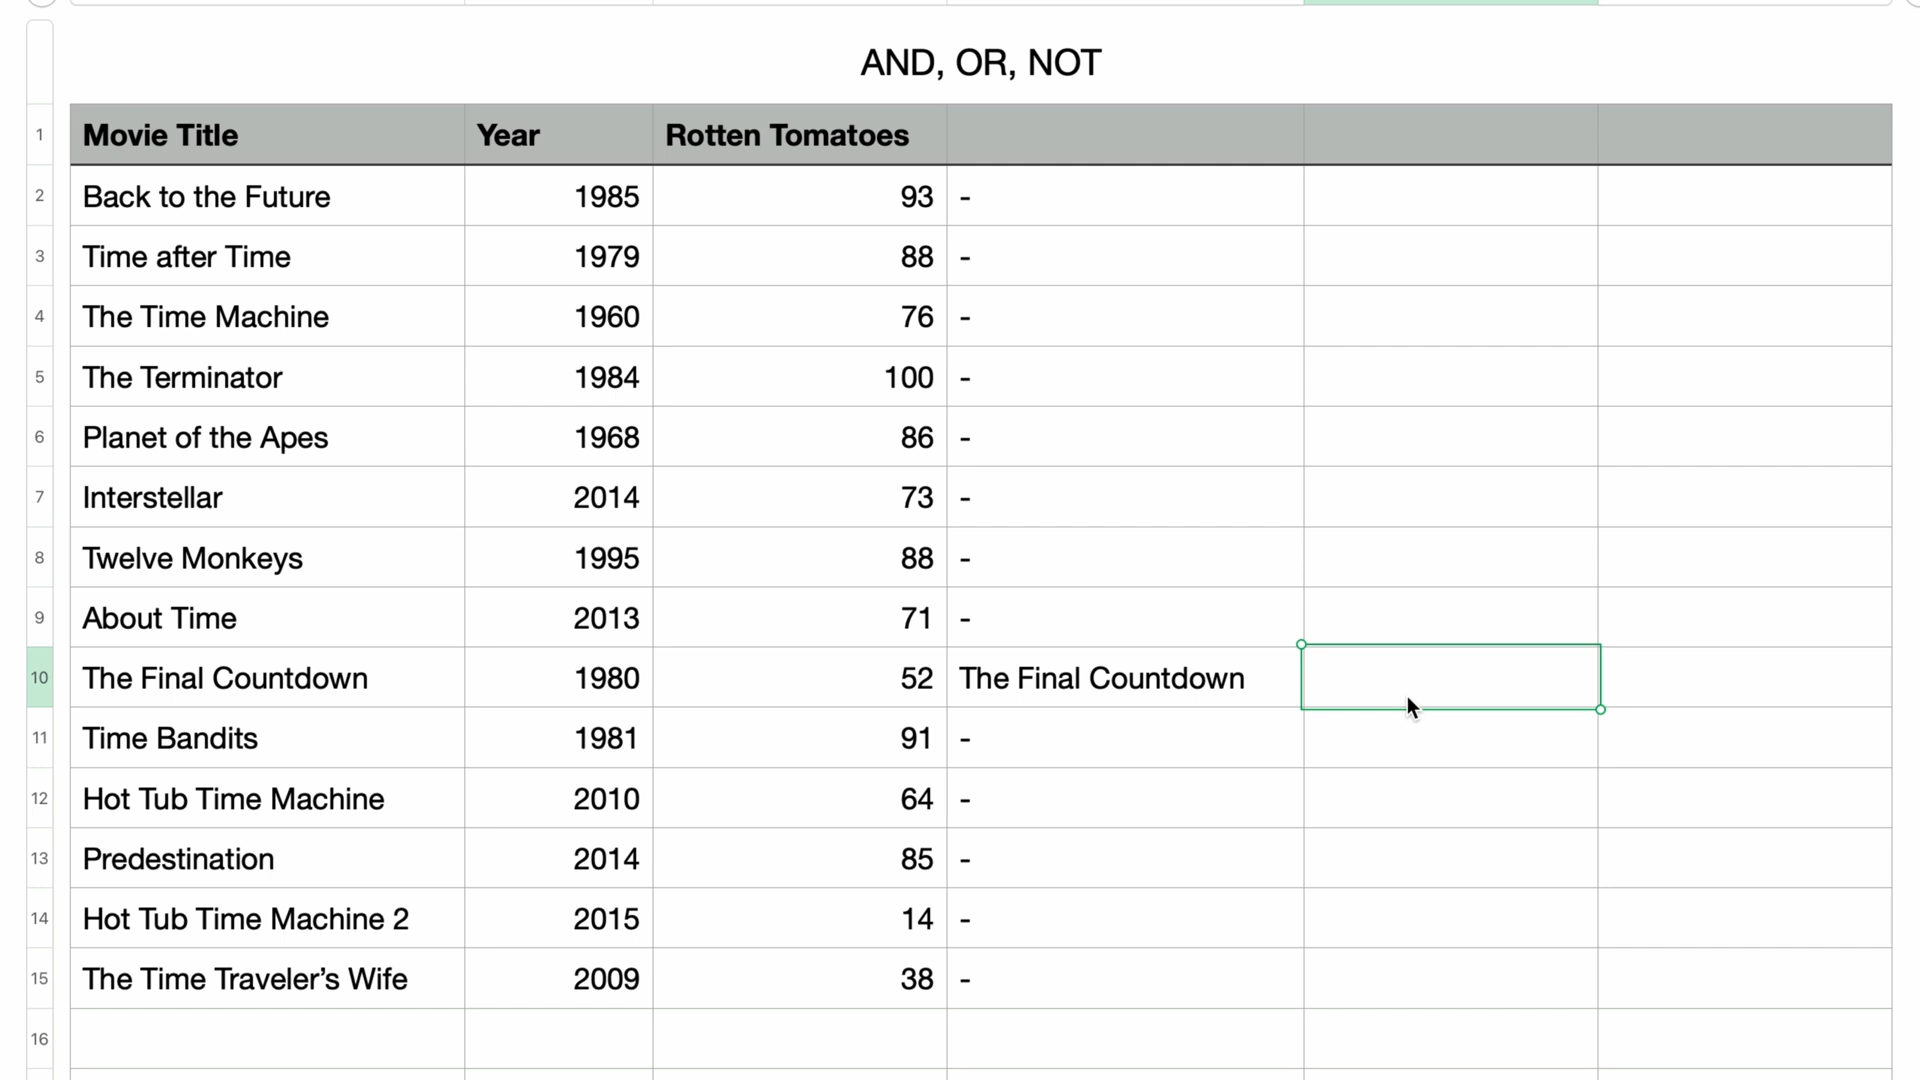 AND, OR, NOT
1 Movie Title Year Rotten Tomatoes
2 Back to the Future 1985 93 -
3 Time after Time 1979 88 -
4 The Time Machine 1960 76 -
5 The Terminator 1984 100 -
6 Planet of the Apes 1968 86 -
7 Interstellar 2014 73 -
8 Twelve Monkeys 1995 88 -
9 About Time 2013 71 -
10 The Final Countdown 1980 52 The Final Countdown
11 Time Bandits 1981 91 -
12 Hot Tub Time Machine 2010 64 -
13 Predestination 2014 85 -
14 Hot Tub Time Machine 2 2015 14 -
15 The Time Traveler’s Wife 2009 38 -
16